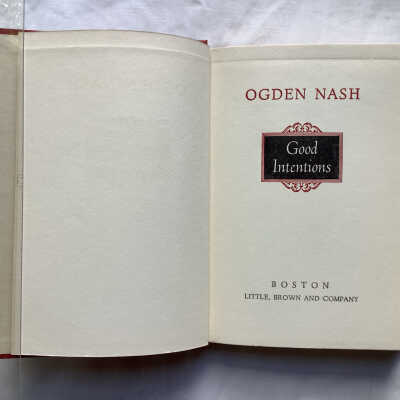 OGDEN NASH
Good
Intentions
BOSTON
LITTLE, BROWN AND COMPANY